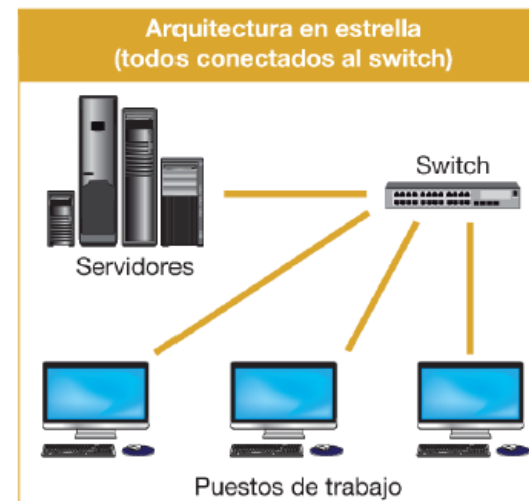 Arquitectura en estrella
(todos conectados al switch)
Switch
Servidores
Puestos de trabajo